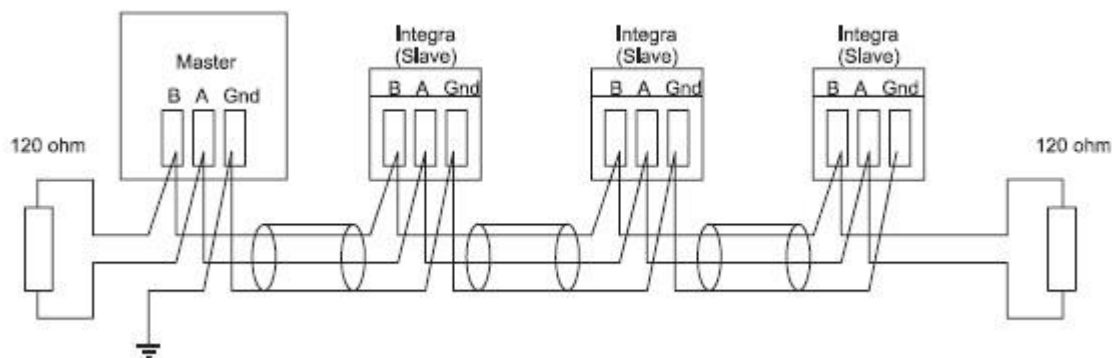 Master
B A Gnd
120 ohm
Integra
(Slave)
B A Gnd
Integra
(Slave)
B A Gnd
Integra
(Slave)
B A Gnd
120 ohm